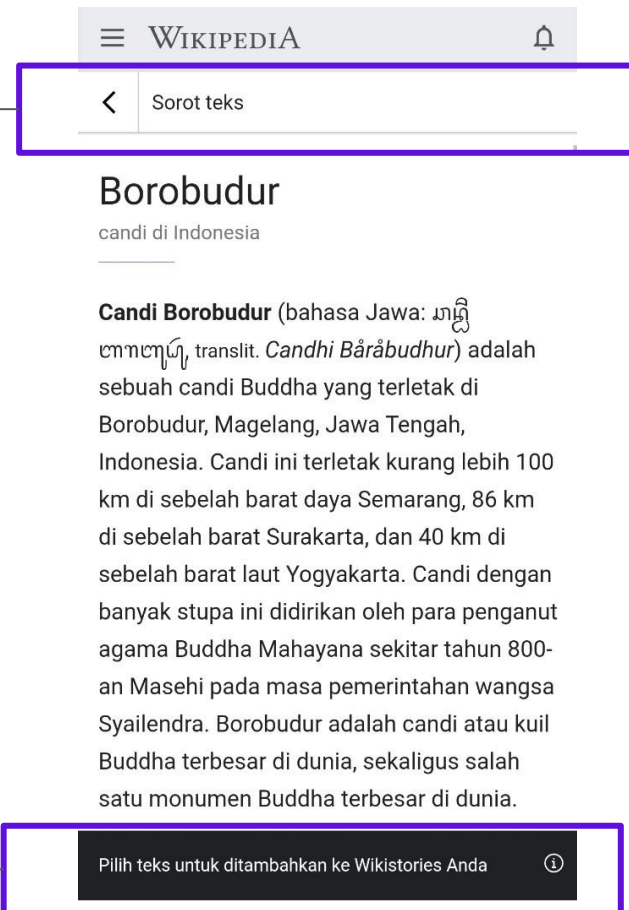 WIKIPEDIA
Sorot teks
Borobudur
candi di Indonesia
Candi Borobudur (bahasa Jawa:
translit. Candhi Båråbudhur) adalah
sebuah candi Buddha yang terletak di
Borobudur, Magelang, Jawa Tengah,
Indonesia. Candi ini terletak kurang lebih 100
km di sebelah barat daya Semarang, 86 km
di sebelah barat Surakarta, dan 40 km di
sebelah barat laut Yogyakarta. Candi dengan
banyak stupa ini didirikan oleh para penganut
agama Buddha Mahayana sekitar tahun 800-
an Masehi pada masa pemerintahan wangsa
Syailendra. Borobudur adalah candi atau kuil
Buddha terbesar di dunia, sekaligus salah
satu monumen Buddha terbesar di dunia.
Pilih teks untuk ditambahkan ke Wikistories Anda